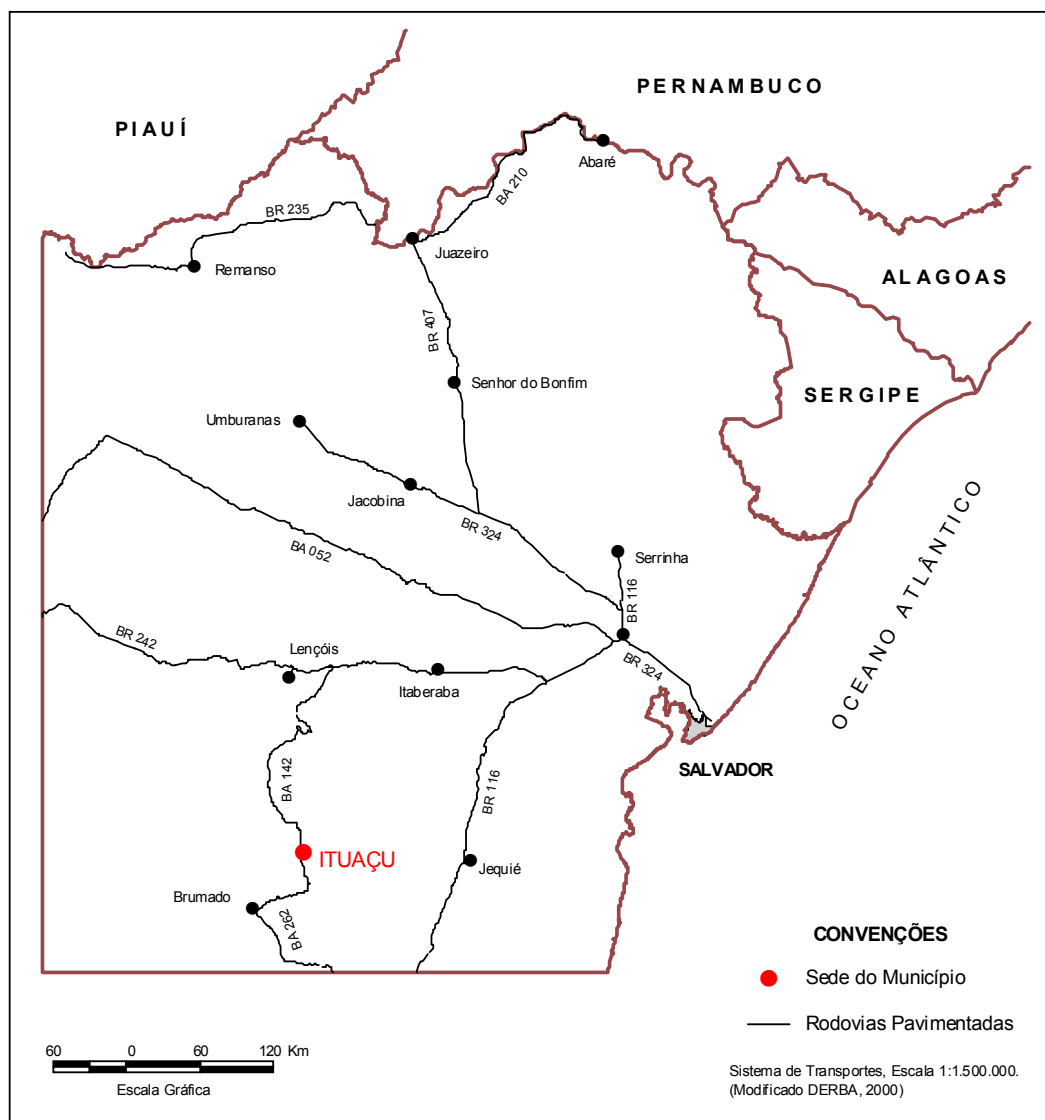 PERNAMBUCO
PIAUÍ
Abaré
BA 210
BR 235
Juazeiro
Remanso
ALAGOAS
BR 407
Senhor do Bonfim
SERGIPE
Umburanas
Jacobina
BR 324
OCEANO ATLÂNTICO
BA 052
Serrinha
BR 116
BR 242
Lençóis
BR 324
Itaberaba
SALVADOR
BA 142
BR 116
ITUAÇU
Jequié
Brumado
BA 262
CONVENÇÕES
Sede do Município
Rodovias Pavimentadas
60 0 60 120 Km
Escala Gráfica
Sistema de Transportes, Escala 1:1.500.000.
(Modificado DERBA, 2000)